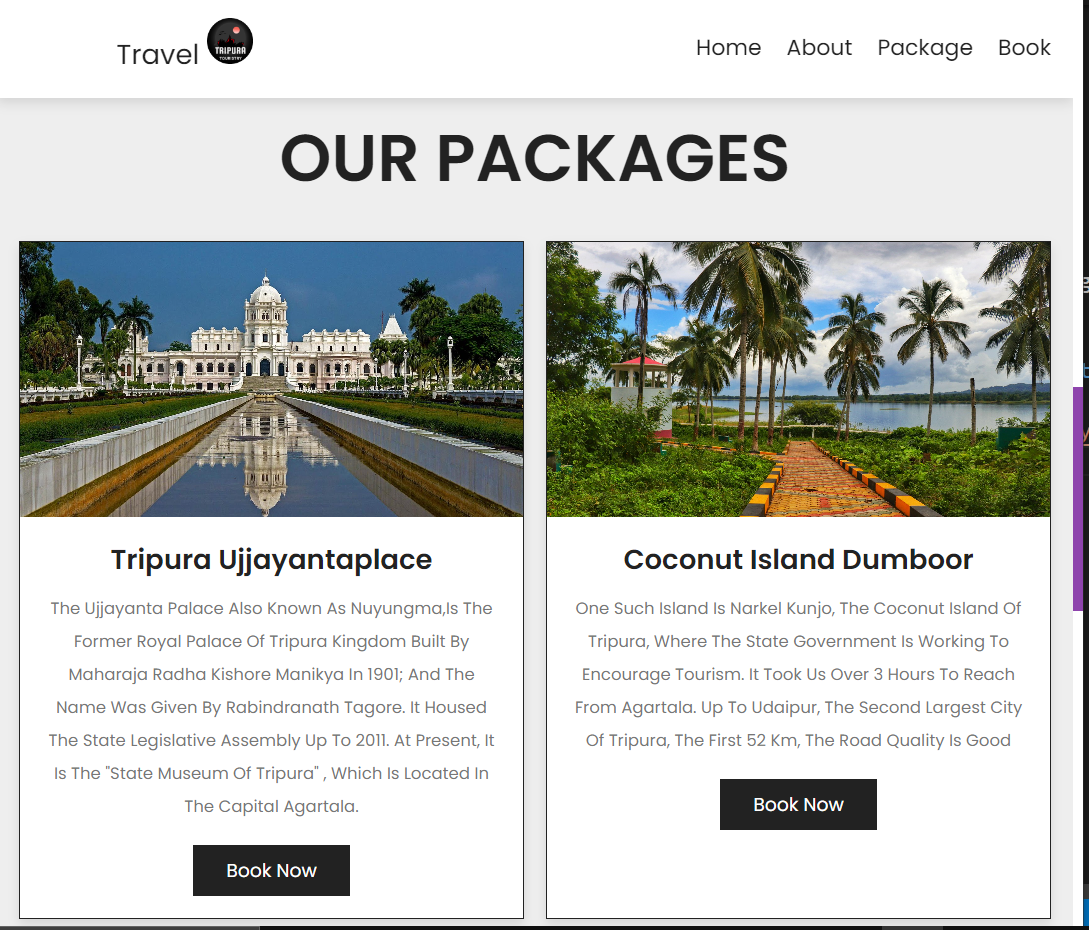 Travel
TRIPURA
TOURISTRY
Home About Package Book
OUR PACKAGES
Tripura Ujjayantaplace
The Ujjayanta Palace Also Known As Nuyungma,Is The
Former Royal Palace Of Tripura Kingdom Built By
Maharaja Radha Kishore Manikya In 1901; And The
Name Was Given By Rabindranath Tagore. It Housed
The State Legislative Assembly Up To 2011. At Present, It
Is The "State Museum Of Tripura" , Which Is Located In
The Capital Agartala.
Book Now
Coconut Island Dumboor
One Such Island Is Narkel Kunjo, The Coconut Island Of
Tripura, Where The State Government Is Working To
Encourage Tourism. It Took Us Over 3 Hours To Reach
From Agartala. Up To Udaipur, The Second Largest City
Of Tripura, The First 52 Km, The Road Quality Is Good
Book Now